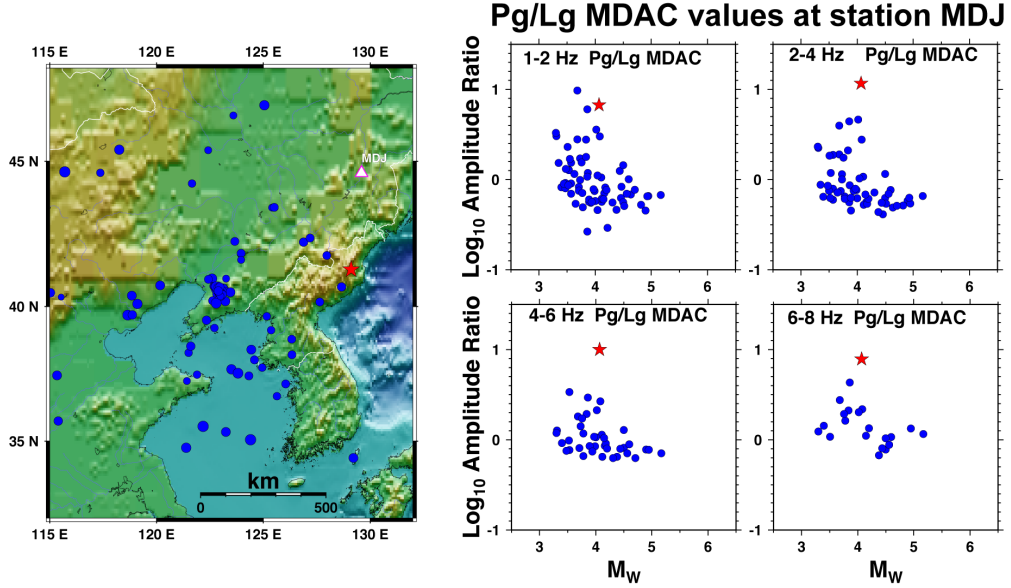 Pg/Lg MDAC values at station MDJ
115 E 120 E 125 E 130 E
45 N
40 N
35 N
MDJ
km
0 500
115 E 120 E 125 E 130 E
Log10 Amplitude Ratio
1-2 Hz Pg/Lg MDAC
1
0
-1
3 4 5 6
2-4 Hz Pg/Lg MDAC
1
0
-1
3 4 5 6
Log10 Amplitude Ratio
4-6 Hz Pg/Lg MDAC
1
0
-1
3 4 5 6
MW
6-8 Hz Pg/Lg MDAC
1
0
-1
3 4 5 6
MW